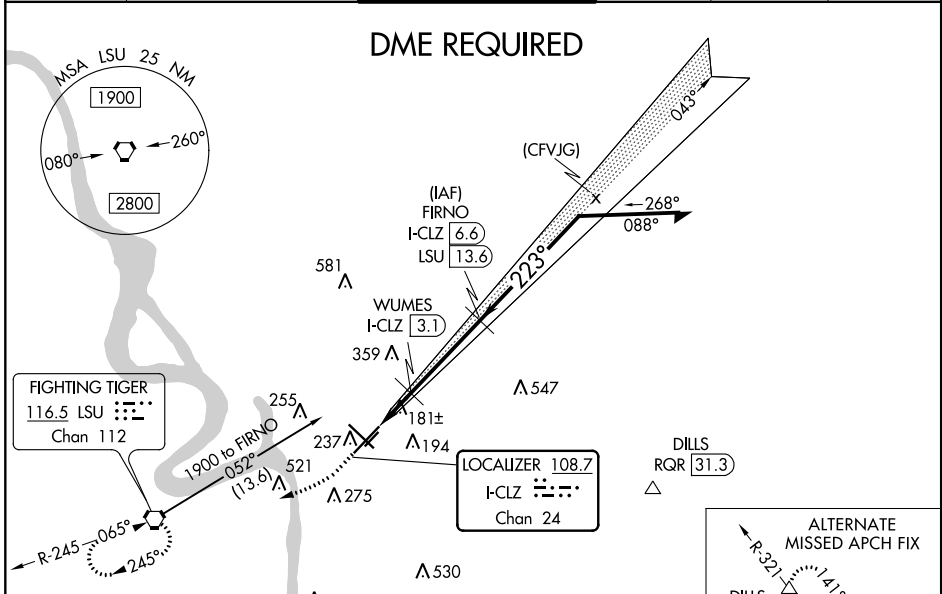 DME REQUIRED
MSA LSU 25 NM
1900
080°
260°
2800
043°
(CFVJG)
268°
088°
(IAF)
FIRNO
I-CLZ 6.6
LSU 13.6
223°
581
WUMES
I-CLZ 3.1
359
547
FIGHTING TIGER
116.5 LSU
Chan 112
255
181±
237
194
1900 to FIRNO
052°
(13.6)
521
275
LOCALIZER 108.7
I-CLZ
Chan 24
DILLS
RQR 31.3
R-245
065°
245°
530
ALTERNATE
MISSED APCH FIX
R-321
141°
DILLS